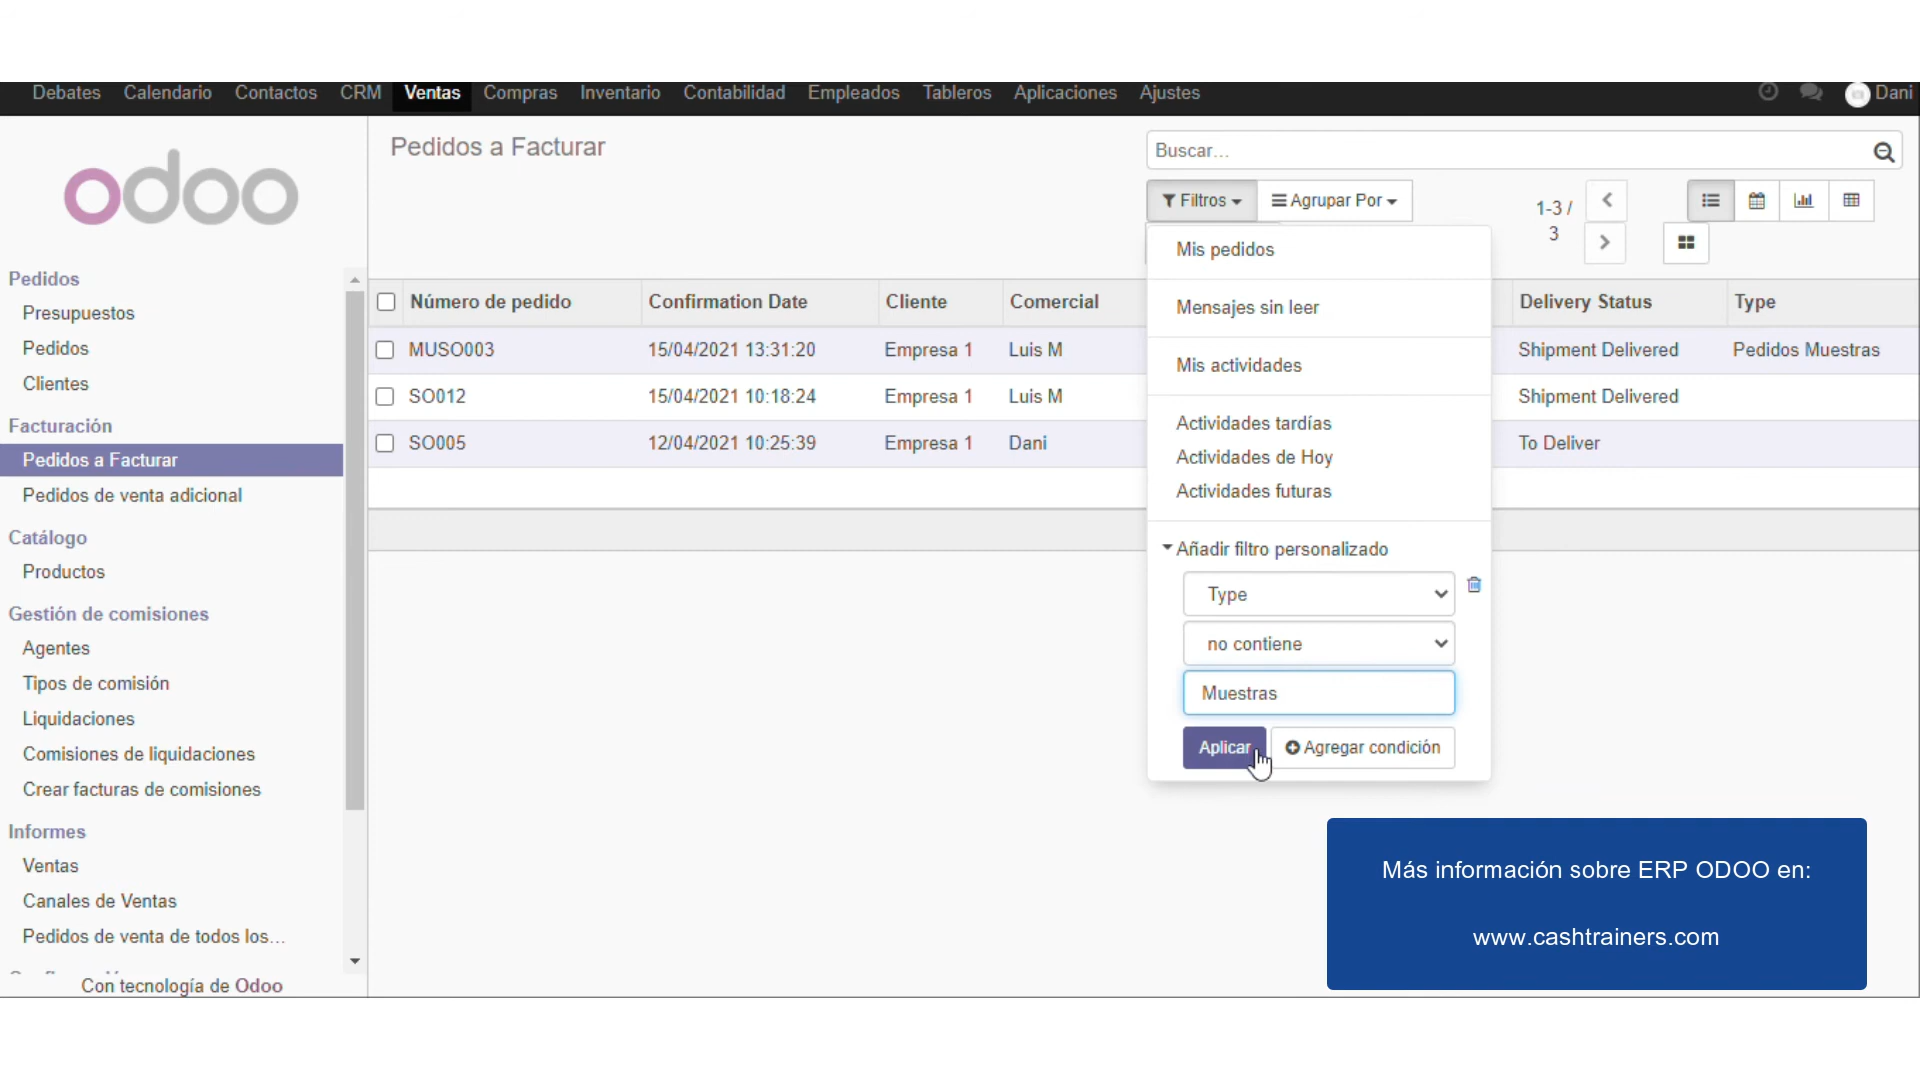 Debates Calendario Contactos CRM Ventas Compras Inventario Contabilidad Empleados Tableros Aplicaciones Ajustes Dani
odoo
Pedidos a Facturar
Buscar...
Filtros Agrupar Por
1-3 /
3
Pedidos
Presupuestos
Pedidos
Clientes
Facturación
Pedidos a Facturar
Pedidos de venta adicional
Catálogo
Productos
Gestión de comisiones
Agentes
Tipos de comisión
Liquidaciones
Comisiones de liquidaciones
Crear facturas de comisiones
Informes
Ventas
Canales de Ventas
Pedidos de venta de todos los...
Con tecnología de Odoo
Número de pedido Confirmation Date Cliente Comercial Delivery Status Type
MUSO003 15/04/2021 13:31:20 Empresa 1 Luis M Shipment Delivered Pedidos Muestras
SO012 15/04/2021 10:18:24 Empresa 1 Luis M Shipment Delivered
SO005 12/04/2021 10:25:39 Empresa 1 Dani To Deliver
Mis pedidos
Mensajes sin leer
Mis actividades
Actividades tardías
Actividades de Hoy
Actividades futuras
Añadir filtro personalizado
Type
no contiene
Muestras
Aplicar Agregar condición
Más información sobre ERP ODOO en:
www.cashtrainers.com